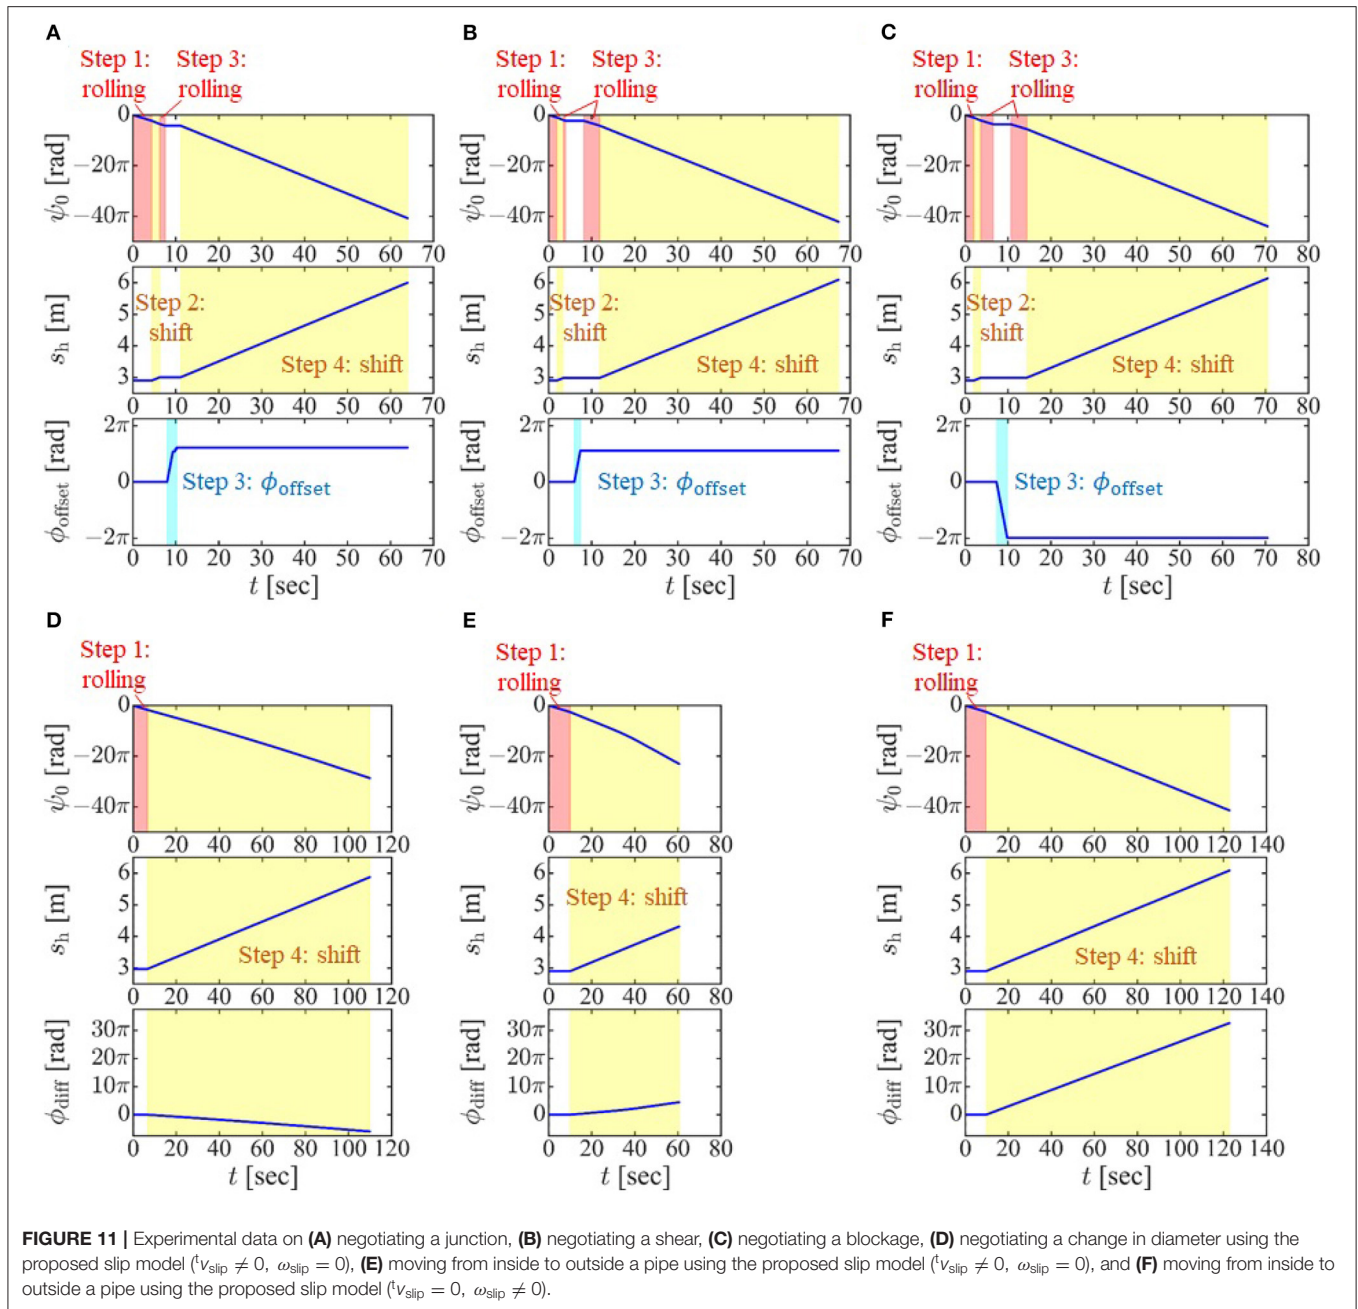 A
Step 1:
rolling
Step 3:
rolling
0
−20π
−40π
ψ0 [rad]
0 10 20 30 40 50 60 70
6
5
4
3
sh [m]
Step 2:
shift
Step 4: shift
0 10 20 30 40 50 60 70
2π
0
−2π
ϕoffset [rad]
Step 3: ϕoffset
0 10 20 30 40 50 60 70
t [sec]
B
Step 1:
rolling
Step 3:
rolling
0
−20π
−40π
ψ0 [rad]
0 10 20 30 40 50 60 70
6
5
4
3
sh [m]
Step 2:
shift
Step 4: shift
0 10 20 30 40 50 60 70
2π
0
−2π
ϕoffset [rad]
Step 3: ϕoffset
0 10 20 30 40 50 60 70
t [sec]
C
Step 1:
rolling
Step 3:
rolling
0
−20π
−40π
ψ0 [rad]
0 10 20 30 40 50 60 70 80
6
5
4
3
sh [m]
Step 2:
shift
Step 4: shift
0 10 20 30 40 50 60 70 80
2π
0
−2π
ϕoffset [rad]
Step 3: ϕoffset
0 10 20 30 40 50 60 70 80
t [sec]
D
Step 1:
rolling
0
−20π
−40π
ψ0 [rad]
0 20 40 60 80 100 120
6
5
4
3
sh [m]
Step 4: shift
0 20 40 60 80 100 120
30π
20π
10π
0
ϕdiff [rad]
0 20 40 60 80 100 120
t [sec]
E
Step 1:
rolling
0
−20π
−40π
ψ0 [rad]
0 20 40 60 80
6
5
4
3
sh [m]
Step 4: shift
0 20 40 60 80
30π
20π
10π
0
ϕdiff [rad]
0 20 40 60 80
t [sec]
F
Step 1:
rolling
0
−20π
−40π
ψ0 [rad]
0 20 40 60 80 100 120 140
6
5
4
3
sh [m]
Step 4: shift
0 20 40 60 80 100 120 140
30π
20π
10π
0
ϕdiff [rad]
0 20 40 60 80 100 120 140
t [sec]
FIGURE 11 | Experimental data on (A) negotiating a junction, (B) negotiating a shear, (C) negotiating a blockage, (D) negotiating a change in diameter using the
proposed slip model (ᵗvslip ≠ 0, ωslip = 0), (E) moving from inside to outside a pipe using the proposed slip model (ᵗvslip ≠ 0, ωslip = 0), and (F) moving from inside to
outside a pipe using the proposed slip model (ᵗvslip = 0, ωslip ≠ 0).